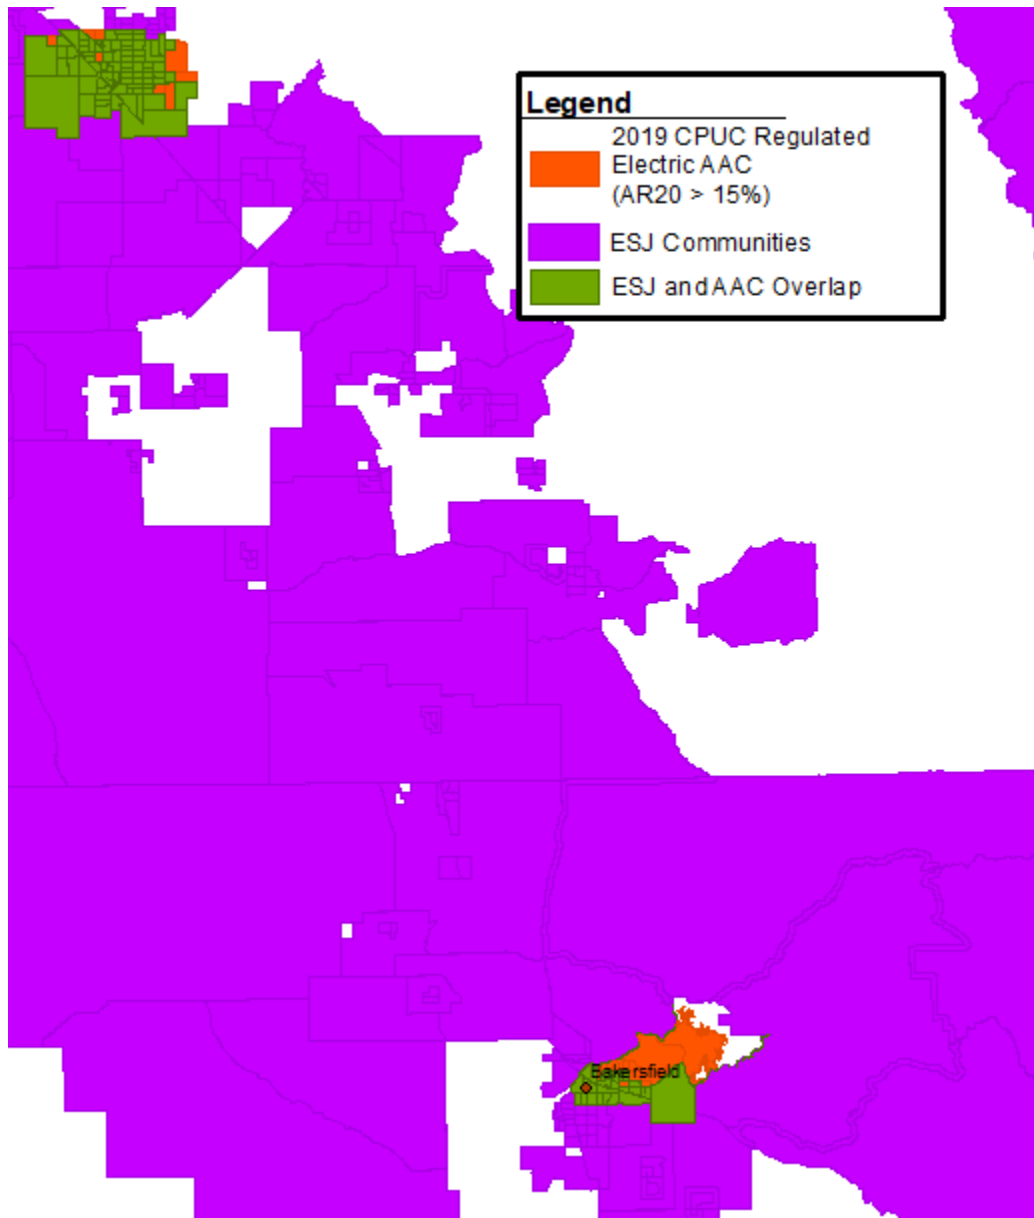 Legend
2019 CPUC Regulated
Electric AAC
(AR20 > 15%)
ESJ Communities
ESJ and AAC Overlap
Bakersfield